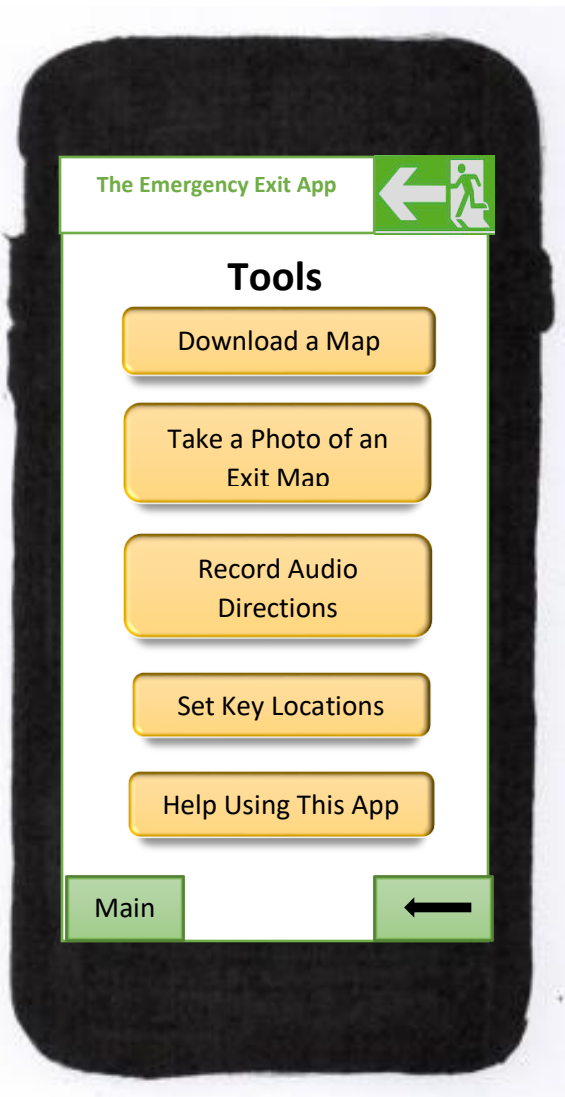 The Emergency Exit App
Tools
Download a Map
Take a Photo of an
Exit Map
Record Audio
Directions
Set Key Locations
Help Using This App
Main